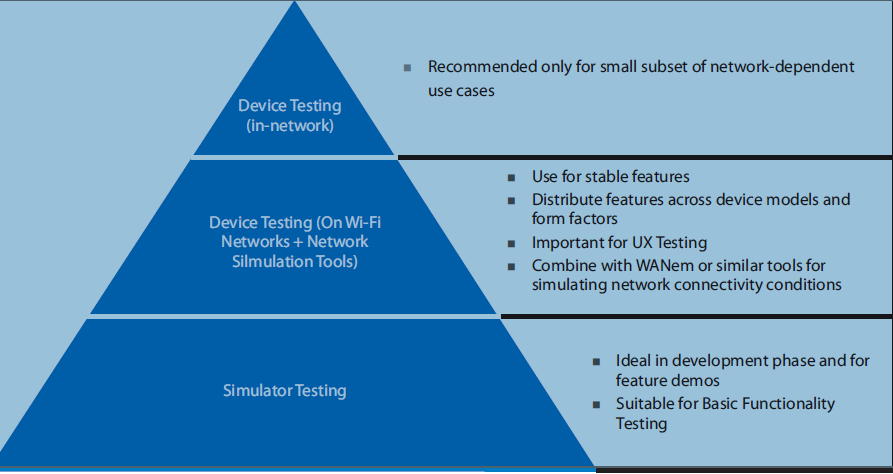 Device Testing
(in-network)
▪ Recommended only for small subset of network-dependent
use cases
Device Testing (On Wi-Fi
Networks + Network
Silmulation Tools)
▪ Use for stable features
▪ Distribute features across device models and
form factors
▪ Important for UX Testing
▪ Combine with WANem or similar tools for
simulating network connectivity conditions
Simulator Testing
▪ Ideal in development phase and for
feature demos
▪ Suitable for Basic Functionality
Testing